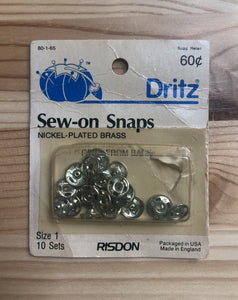 80-1-65
Sugg. Retail
60¢
Dritz®
Sew-on Snaps
NICKEL-PLATED BRASS
OPEN FROM BACK
Size 1
10 Sets
RISDON
Packaged in USA
Made in England